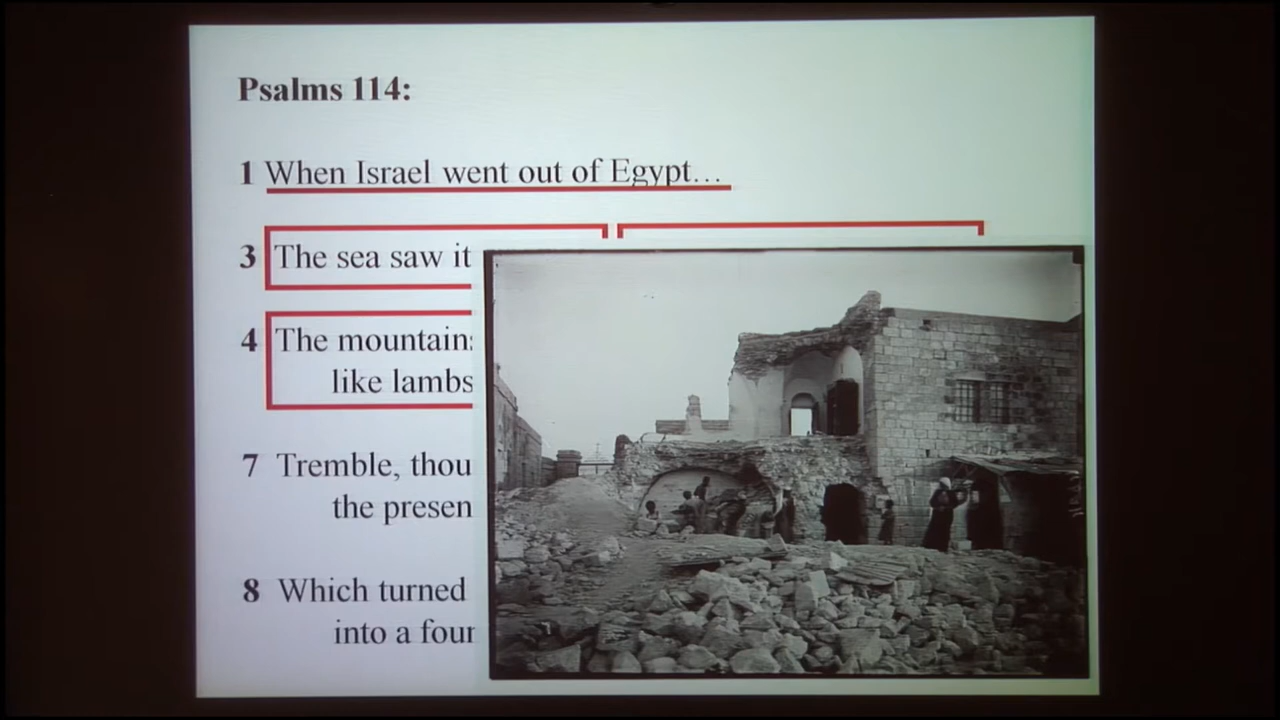 Psalms 114:
1 When Israel went out of Egypt...
3 The sea saw it
4 The mountain
like lambs
7 Tremble, thou
the presen
8 Which turned
into a four